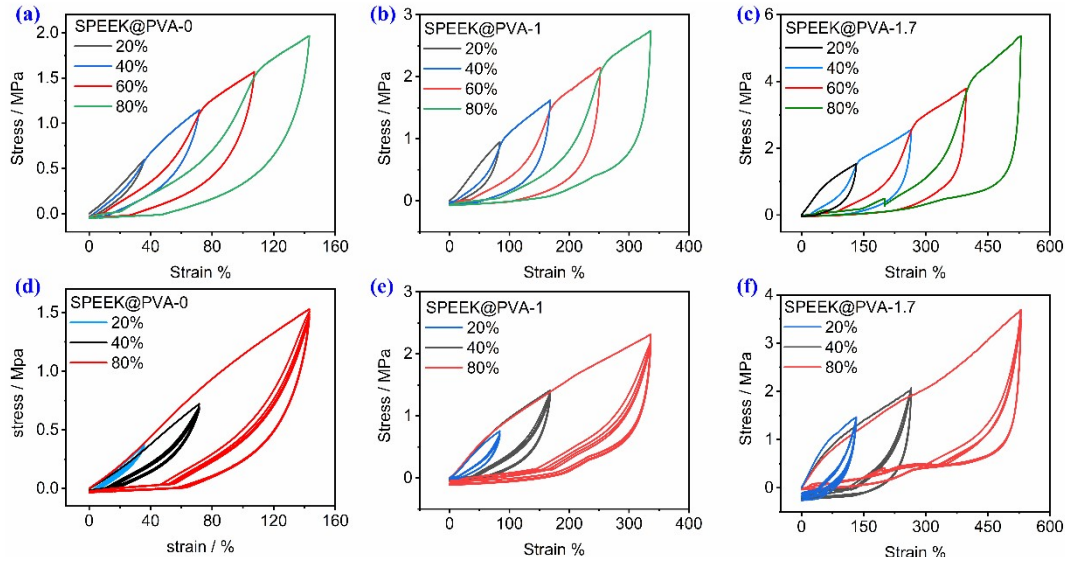 (a)
SPEEK@PVA-0
20%
40%
60%
80%
Stress / MPa
2.0
1.5
1.0
0.5
0.0
0 40 80 120 160
Strain %
(b)
SPEEK@PVA-1
20%
40%
60%
80%
Stress / MPa
3
2
1
0
0 100 200 300 400
Strain %
(c)
SPEEK@PVA-1.7
20%
40%
60%
80%
Stress / MPa
6
4
2
0
0 150 300 450 600
Strain %
(d)
SPEEK@PVA-0
20%
40%
80%
stress / Mpa
1.5
1.0
0.5
0.0
0 40 80 120 160
strain / %
(e)
SPEEK@PVA-1
20%
40%
80%
Stress / MPa
3
2
1
0
0 100 200 300 400
Strain %
(f)
SPEEK@PVA-1.7
20%
40%
80%
Stress / MPa
4
3
2
1
0
0 150 300 450 600
Strain %